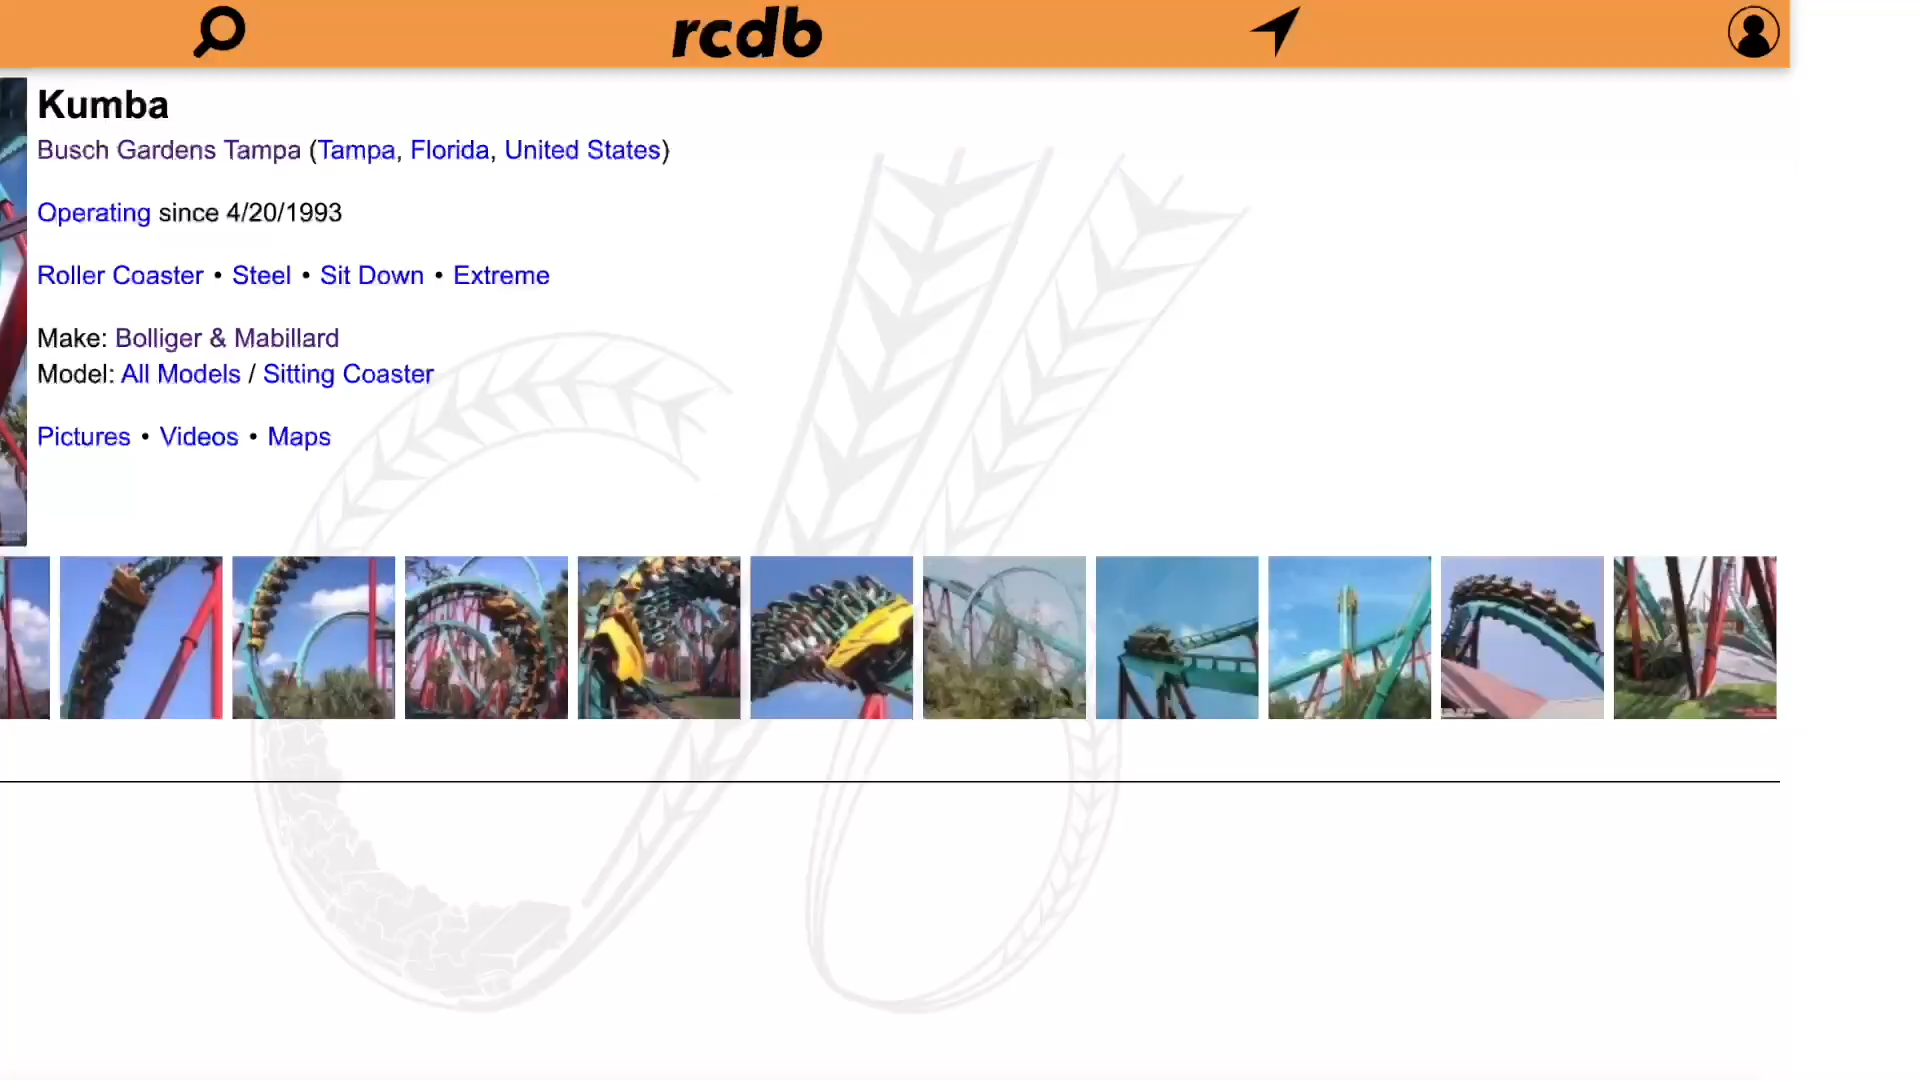 rcdb
Kumba
Busch Gardens Tampa (Tampa, Florida, United States)
Operating since 4/20/1993
Roller Coaster • Steel • Sit Down • Extreme
Make: Bolliger & Mabillard
Model: All Models / Sitting Coaster
Pictures • Videos • Maps